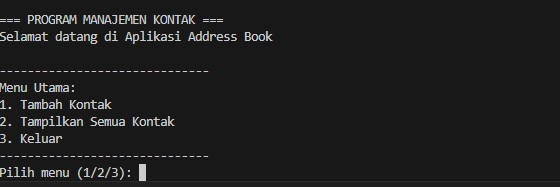 === PROGRAM MANAJEMEN KONTAK ===
Selamat datang di Aplikasi Address Book
------------------------------
Menu Utama:
1. Tambah Kontak
2. Tampilkan Semua Kontak
3. Keluar
------------------------------
Pilih menu (1/2/3):